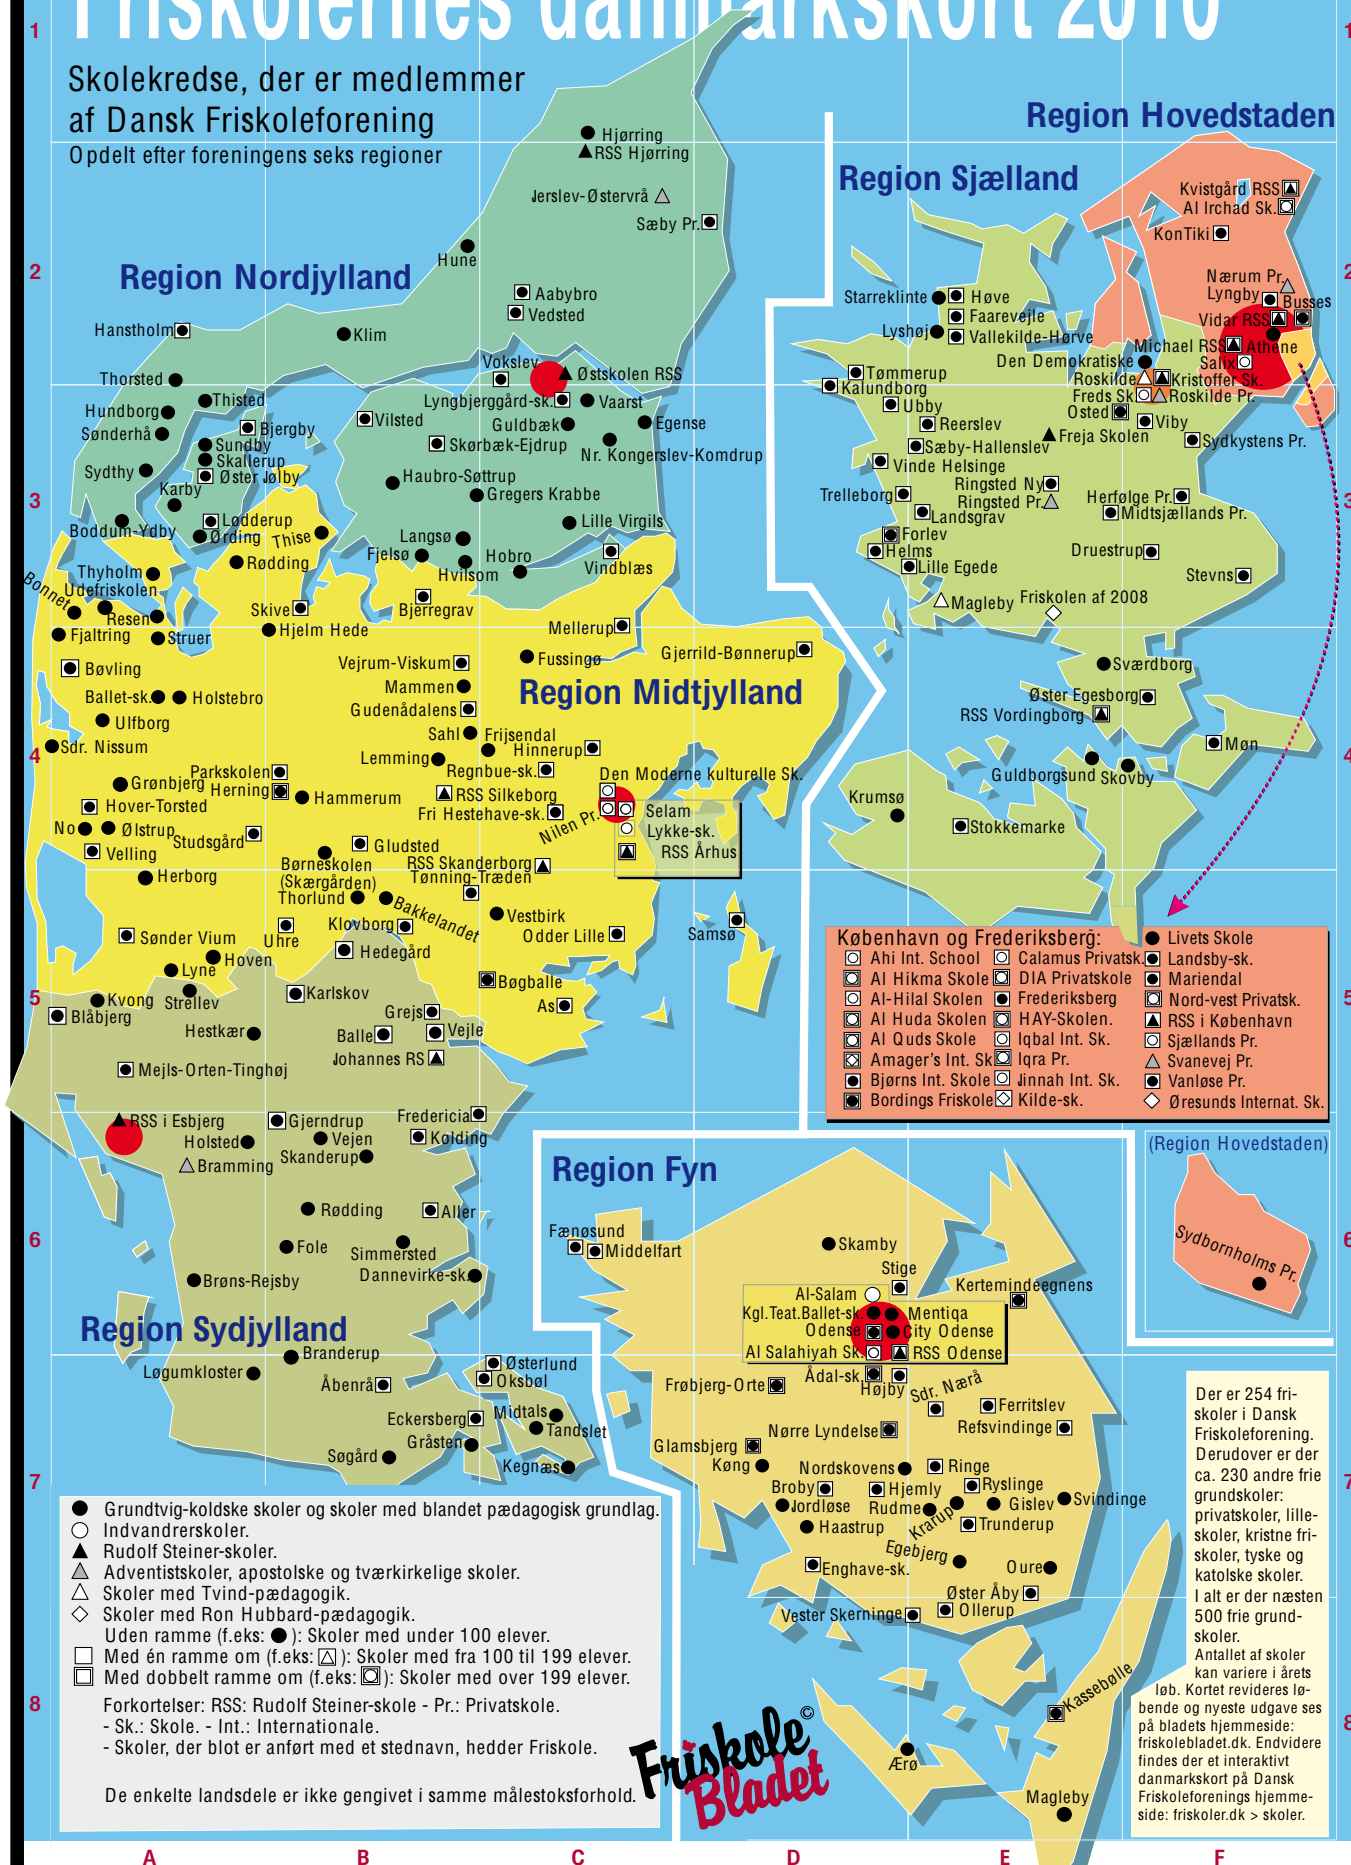 Friskolernes danmarkskort 2010
Skolekredse, der er medlemmer
af Dansk Friskoleforening
Opdelt efter foreningens seks regioner
1
1
2
2
3
3
4
4
5
5
6
6
7
7
8
8
Region Nordjylland
Hjørring
RSS Hjørring
Jerslev-Østervrå
Sæby Pr.
Hune
Aabybro
Vedsted
Hanstholm
Klim
Vokslev
Østskolen RSS
Thorsted
Thisted
Lyngbjerggård-sk.
Vaarst
Hundborg
Bjergby
Vilsted
Guldbæk
Egense
Sønderhå
Sundby
Skørbæk-Ejdrup
Nr. Kongerslev-Komdrup
Skallerup
Sydthy
Øster Jølby
Haubro-Søttrup
Karby
Gregers Krabbe
Boddum-Ydby
Lødderup
Ørding
Thise
Langsø
Lille Virgils
Fjelsø
Hobro
Hvilsom
Vindblæs
Region Midtjylland
Rødding
Thyholm
Bonnet
Udefriskolen
Resen
Skive
Bjerregrav
Fjaltring
Struer
Hjelm Hede
Mellerup
Bøvling
Vejrum-Viskum
Fussingø
Gjerrild-Bønnerup
Ballet-sk.
Holstebro
Mammen
Ulfborg
Gudenådalens
Sdr. Nissum
Sahl
Frijsendal
Hinnerup
Lemming
Regnbue-sk.
Den Moderne kulturelle Sk.
Parkskolen
Grønbjerg
Herning
Hammerum
RSS Silkeborg
Hover-Torsted
Fri Hestehave-sk.
Nilen Pr.
Selam
Lykke-sk.
RSS Århus
No
Ølstrup
Studsgård
Gludsted
Velling
Børneskolen
(Skærgården)
RSS Skanderborg
Tønning-Træden
Herborg
Thorlund
Bakkelandet
Vestbirk
Klovborg
Odder Lille
Samsø
Sønder Vium
Uhre
Hedegård
Hoven
Lyne
Bøgballe
As
Region Sydjylland
Strellev
Kvong
Karlskov
Blåbjerg
Grejs
Hestkær
Balle
Vejle
Johannes RS
Mejls-Orten-Tinghøj
RSS i Esbjerg
Gjerndrup
Fredericia
Holsted
Vejen
Kolding
Bramming
Skanderup
Rødding
Aller
Fole
Simmersted
Brøns-Rejsby
Dannevirke-sk.
Branderup
Løgumkloster
Østerlund
Åbenrå
Oksbøl
Eckersberg
Midtals
Tandslet
Gråsten
Søgård
Kegnæs
Region Hovedstaden
Kvistgård RSS
Al Irchad Sk.
KonTiki
Nærum Pr.
Lyngby
Busses
Vidar RSS
Michael RSS
Athene
Salix
Region Sjælland
Starreklinte
Høve
Faarevejle
Lyshøj
Vallekilde-Hørve
Den Demokratiske
Tømmerup
Roskilde
Kristoffer Sk.
Kalundborg
Freds Sk.
Roskilde Pr.
Ubby
Osted
Reerslev
Viby
Freja Skolen
Sydkystens Pr.
Sæby-Hallenslev
Vinde Helsinge
Ringsted Ny
Trelleborg
Ringsted Pr.
Herfølge Pr.
Landsgrav
Midtsjællands Pr.
Forlev
Helms
Druestrup
Lille Egede
Stevns
Magleby
Friskolen af 2008
Sværdborg
Øster Egesborg
RSS Vordingborg
Møn
Guldborgsund
Skovby
Krumsø
Stokkemarke
København og Frederiksberg:
Ahi Int. School
Al Hikma Skole
Al-Hilal Skolen
Al Huda Skolen
Al Quds Skole
Amager's Int. Sk.
Bjørns Int. Skole
Bordings Friskole
Calamus Privatsk.
DIA Privatskole
Frederiksberg
HAY-Skolen.
Iqbal Int. Sk.
Iqra Pr.
Jinnah Int. Sk.
Kilde-sk.
Livets Skole
Landsby-sk.
Mariendal
Nord-vest Privatsk.
RSS i København
Sjællands Pr.
Svanevej Pr.
Vanløse Pr.
Øresunds Internat. Sk.
(Region Hovedstaden)
Sydbornholms Pr.
Region Fyn
Fænøsund
Middelfart
Skamby
Stige
Kertemindeegnens
Al-Salam
Kgl.Teat.Ballet-sk.
Mentiqa
Odense
City Odense
Al Salahiyah Sk.
RSS Odense
Ådal-sk.
Højby
Frøbjerg-Orte
Sdr. Nærå
Ferritslev
Nørre Lyndelse
Refsvindinge
Glamsbjerg
Køng
Nordskovens
Ringe
Broby
Hjemly
Ryslinge
Jordløse
Rudme
Krarup
Gislev
Svindinge
Haastrup
Trunderup
Egebjerg
Enghave-sk.
Oure
Øster Åby
Vester Skerninge
Ollerup
Kassebølle
Ærø
Magleby
Grundtvig-koldske skoler og skoler med blandet pædagogisk grundlag.
Indvandrerskoler.
Rudolf Steiner-skoler.
Adventistskoler, apostolske og tværkirkelige skoler.
Skoler med Tvind-pædagogik.
Skoler med Ron Hubbard-pædagogik.
Uden ramme (f.eks: ): Skoler med under 100 elever.
Med én ramme om (f.eks: ): Skoler med fra 100 til 199 elever.
Med dobbelt ramme om (f.eks: ): Skoler med over 199 elever.
Forkortelser: RSS: Rudolf Steiner-skole - Pr.: Privatskole.
- Sk.: Skole. - Int.: Internationale.
- Skoler, der blot er anført med et stednavn, hedder Friskole.
De enkelte landsdele er ikke gengivet i samme målestoksforhold.
Friskole ©
Bladet
Der er 254 fri-
skoler i Dansk
Friskoleforening.
Derudover er der
ca. 230 andre frie
grundskoler:
privatskoler, lille-
skoler, kristne fri-
skoler, tyske og
katolske skoler.
I alt er der næsten
500 frie grund-
skoler.
Antallet af skoler
kan variere i årets
løb. Kortet revideres lø-
bende og nyeste udgave ses
på bladets hjemmeside:
friskolebladet.dk. Endvidere
findes der et interaktivt
danmarkskort på Dansk
Friskoleforenings hjemme-
side: friskoler.dk > skoler.
A
B
C
D
E
F